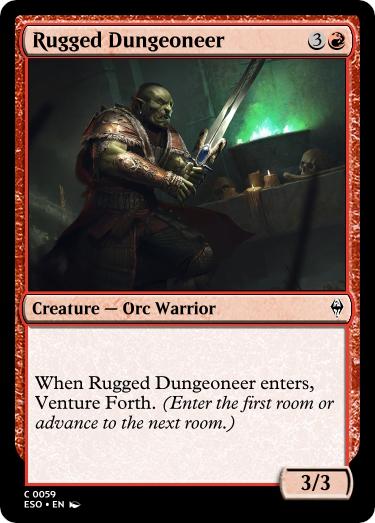 Rugged Dungeoneer 3
Creature — Orc Warrior
When Rugged Dungeoneer enters,
Venture Forth. (Enter the first room or
advance to the next room.)
3/3
C 0059
ESO • EN